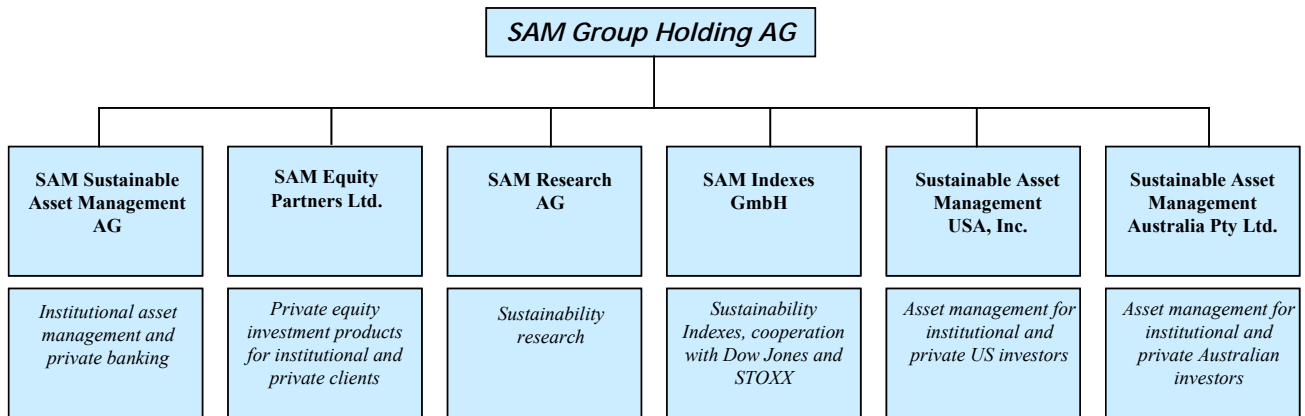 SAM Group Holding AG
SAM Sustainable
Asset Management
AG
SAM Equity
Partners Ltd.
SAM Research
AG
SAM Indexes
GmbH
Sustainable Asset
Management
USA, Inc.
Sustainable Asset
Management
Australia Pty Ltd.
Institutional asset
management and
private banking
Private equity
investment products
for institutional and
private clients
Sustainability
research
Sustainability
Indexes, cooperation
with Dow Jones and
STOXX
Asset management for
institutional and
private US investors
Asset management for
institutional and
private Australian
investors